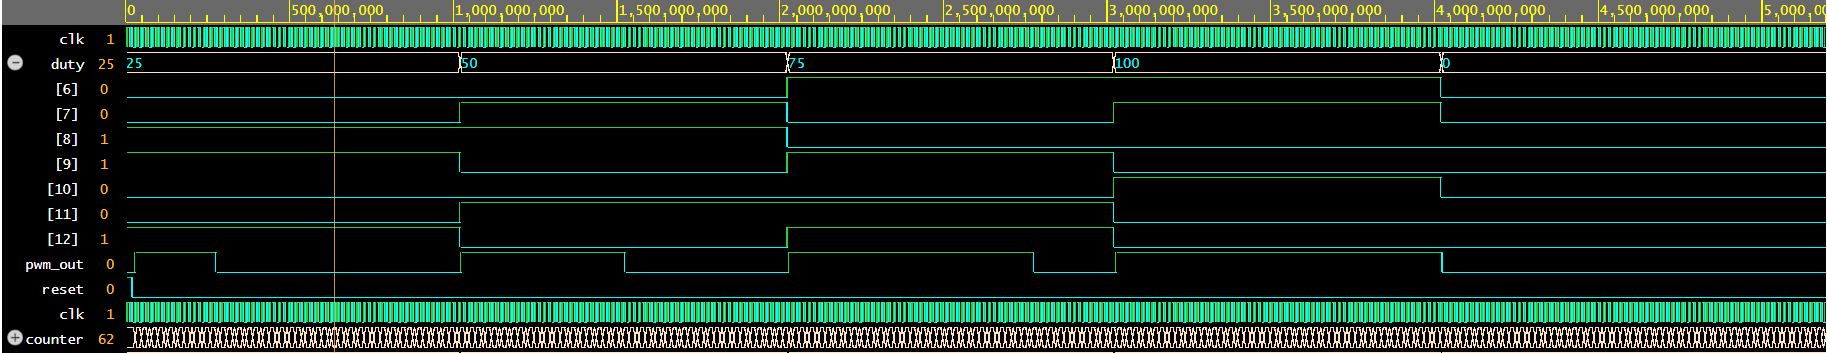 0 500,000,000 1,000,000,000 1,500,000,000 2,000,000,000 2,500,000,000 3,000,000,000 3,500,000,000 4,000,000,000 4,500,000,000
clk 1
duty 25 25 50 75 100 0
[6] 0
[7] 0
[8] 1
[9] 1
[10] 0
[11] 0
[12] 1
pwm_out 0
reset 0
clk 1
counter 62